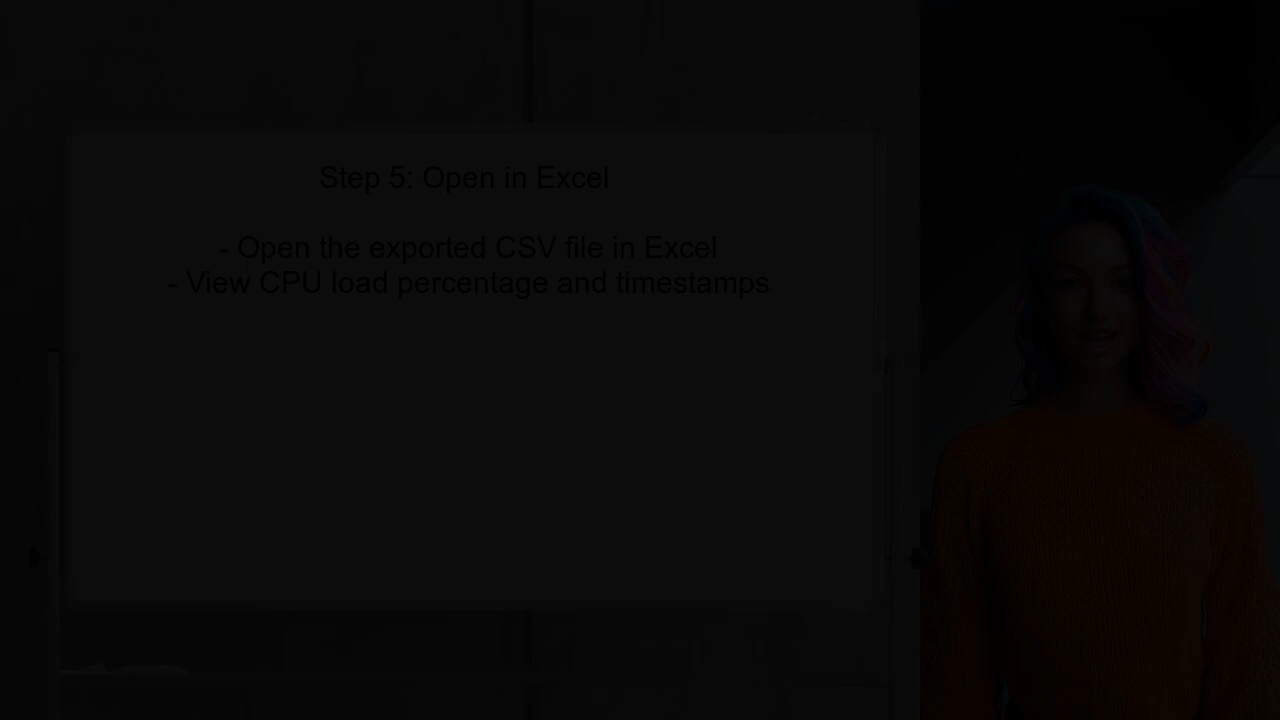 Step 5: Open in Excel
- Open the exported CSV file in Excel
- View CPU load percentage and timestamps